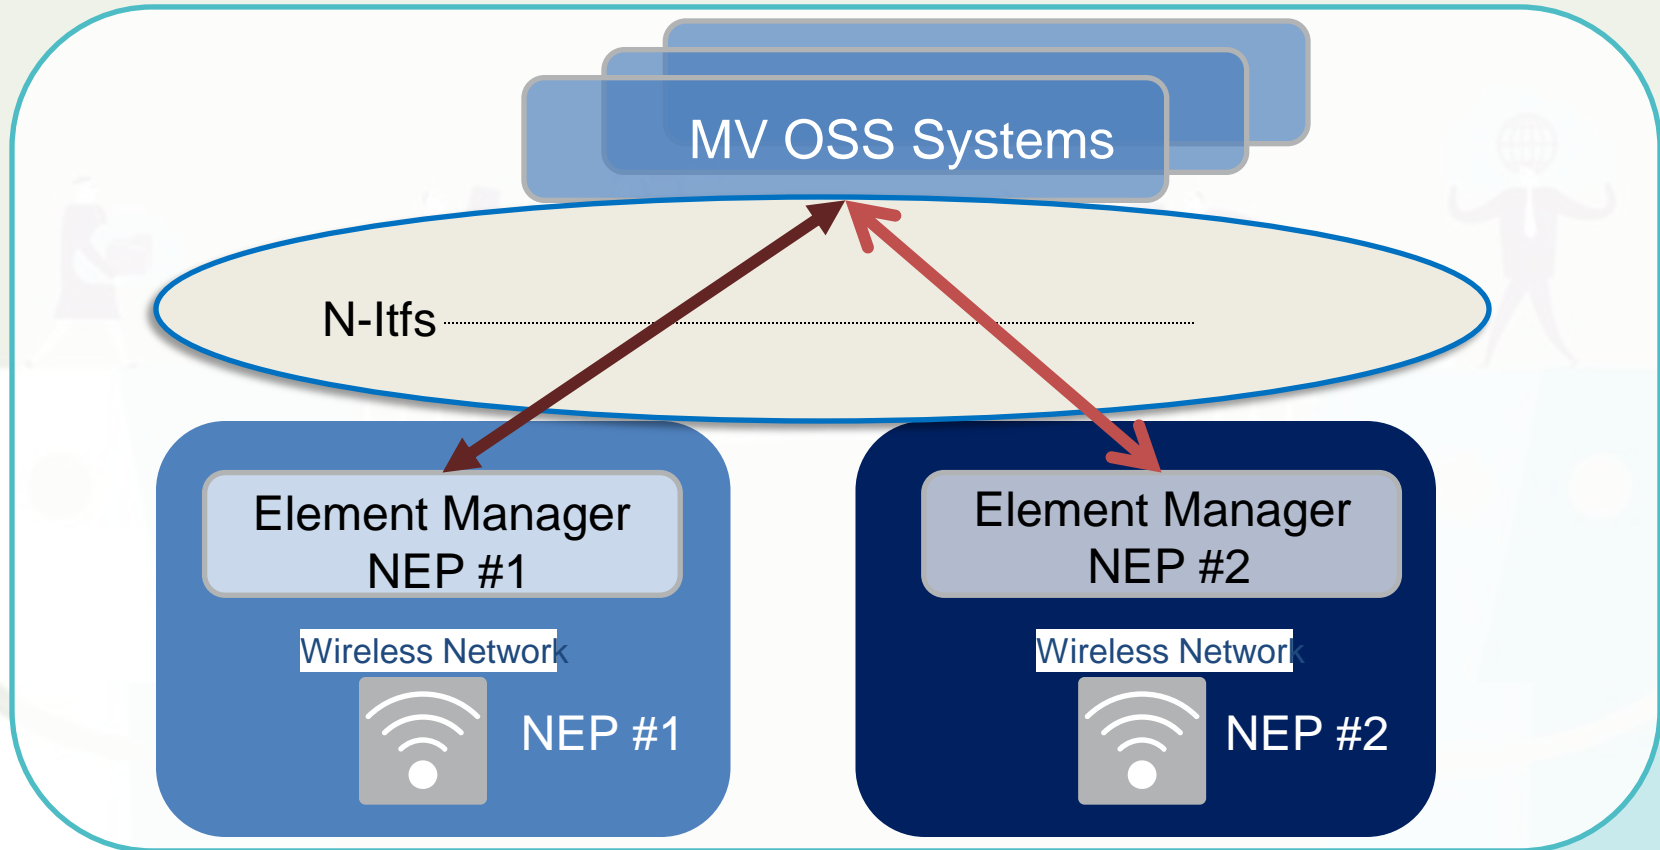 MV OSS Systems
N-Itfs
Element Manager
NEP #1
Element Manager
NEP #2
Wireless Network
Wireless Network
NEP #1
NEP #2